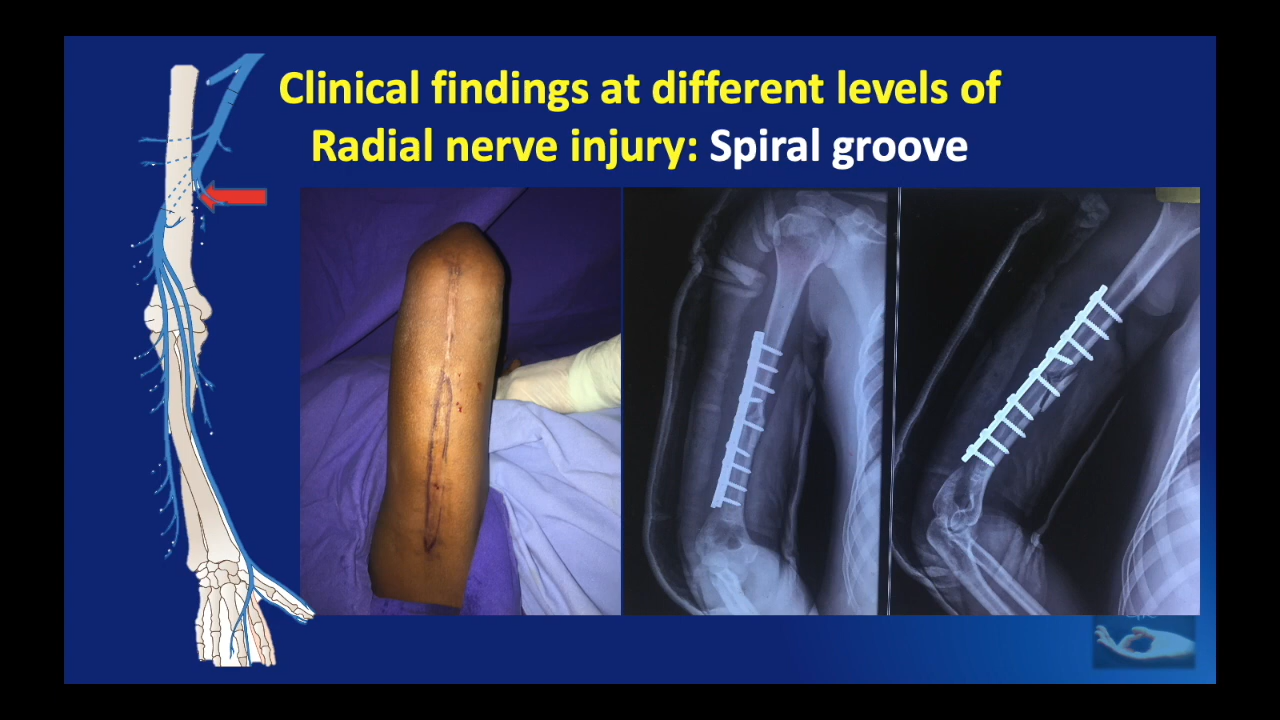 Clinical findings at different levels of
Radial nerve injury: Spiral groove